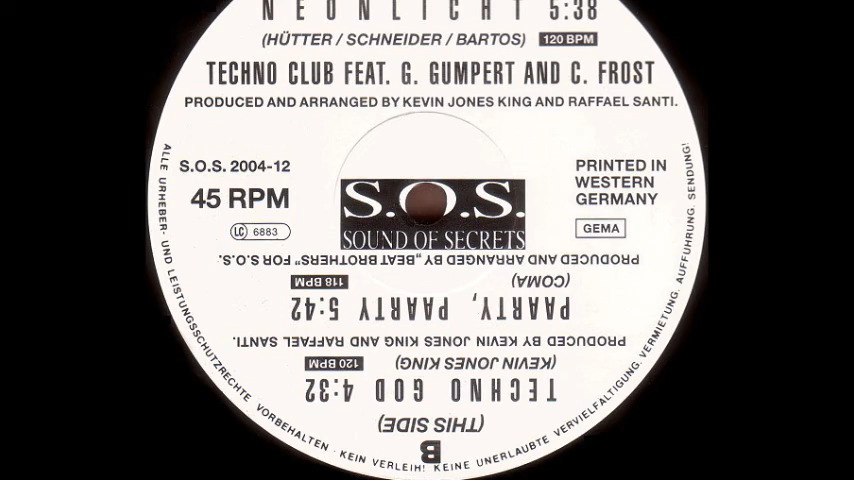 NEONLICHT 5:38
(HÜTTER / SCHNEIDER / BARTOS) 120 BPM
TECHNO CLUB FEAT. G. GUMPERT AND C. FROST
PRODUCED AND ARRANGED BY KEVIN JONES KING AND RAFFAEL SANTI.
S.O.S. 2004-12
45 RPM
LC 6883
S.O.S.
SOUND OF SECRETS
PRINTED IN
WESTERN
GERMANY
GEMA
B
(THIS SIDE)
TECHNO GOD 4:32
(KEVIN JONES KING) 120 BPM
PRODUCED BY KEVIN JONES KING AND RAFFAEL SANTI.
PAARTY, PAARTY 5:42
(COMA) 118 BPM
PRODUCED AND ARRANGED BY „BEAT BROTHERS” FOR S.O.S.
ALLE URHEBER- UND LEISTUNGSSCHUTZRECHTE VORBEHALTEN · KEIN VERLEIH! KEINE UNERLAUBTE VERVIELFALTIGUNG. VERMIETUNG. AUFFUHRUNG. SENDUNG!